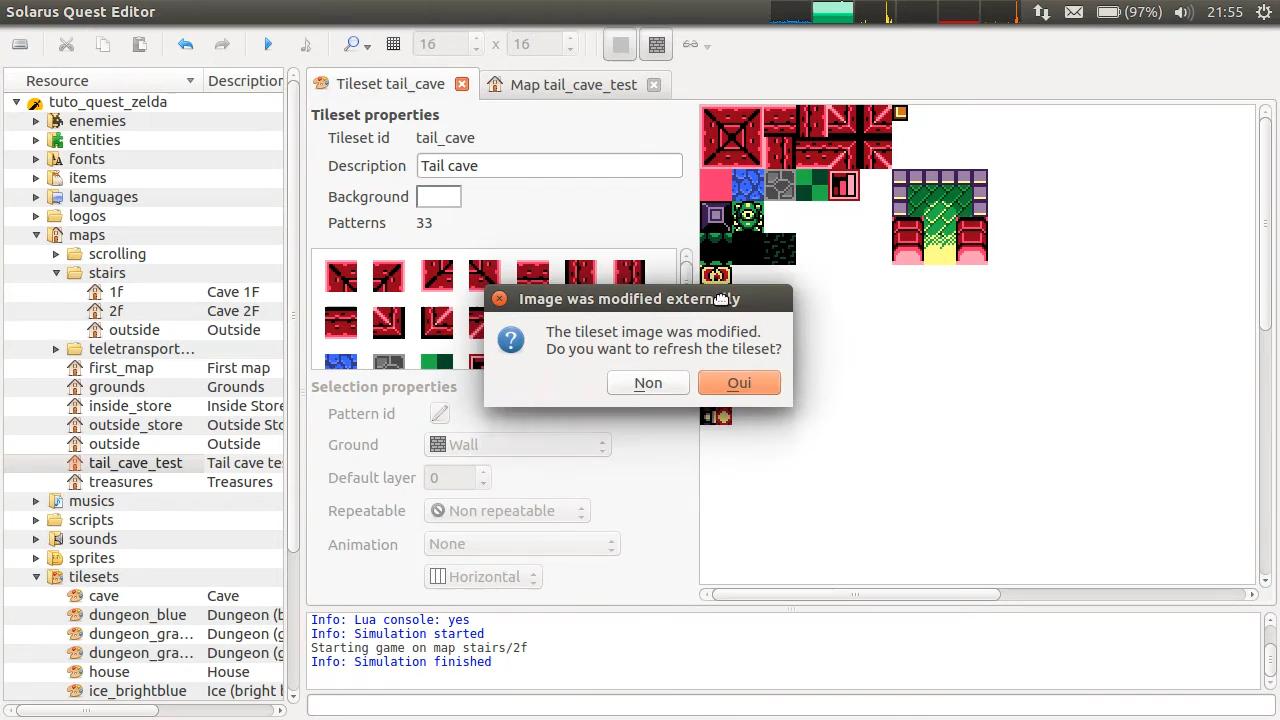 Solarus Quest Editor
(97%)
21:55
16
x
16
Resource
Description
tuto_quest_zelda
enemies
entities
fonts
items
languages
logos
maps
scrolling
stairs
1f
Cave 1F
2f
Cave 2F
outside
Outside
teletransport...
first_map
First map
grounds
Grounds
inside_store
Inside Store
outside_store
Outside Sto
outside
Outside
tail_cave_test
Tail cave tes
treasures
Treasures
musics
scripts
sounds
sprites
tilesets
cave
Cave
dungeon_blue
Dungeon (b
dungeon_gra...
Dungeon (g
dungeon_gra...
Dungeon (g
house
House
ice_brightblue
Ice (bright b
Tileset tail_cave
Map tail_cave_test
Tileset properties
Tileset id
tail_cave
Description
Tail cave
Background
Patterns
33
Selection properties
Pattern id
Ground
Wall
Default layer
0
Repeatable
Non repeatable
Animation
None
Horizontal
Image was modified externally
The tileset image was modified.
Do you want to refresh the tileset?
Non
Oui
Info: Lua console: yes
Info: Simulation started
Starting game on map stairs/2f
Info: Simulation finished